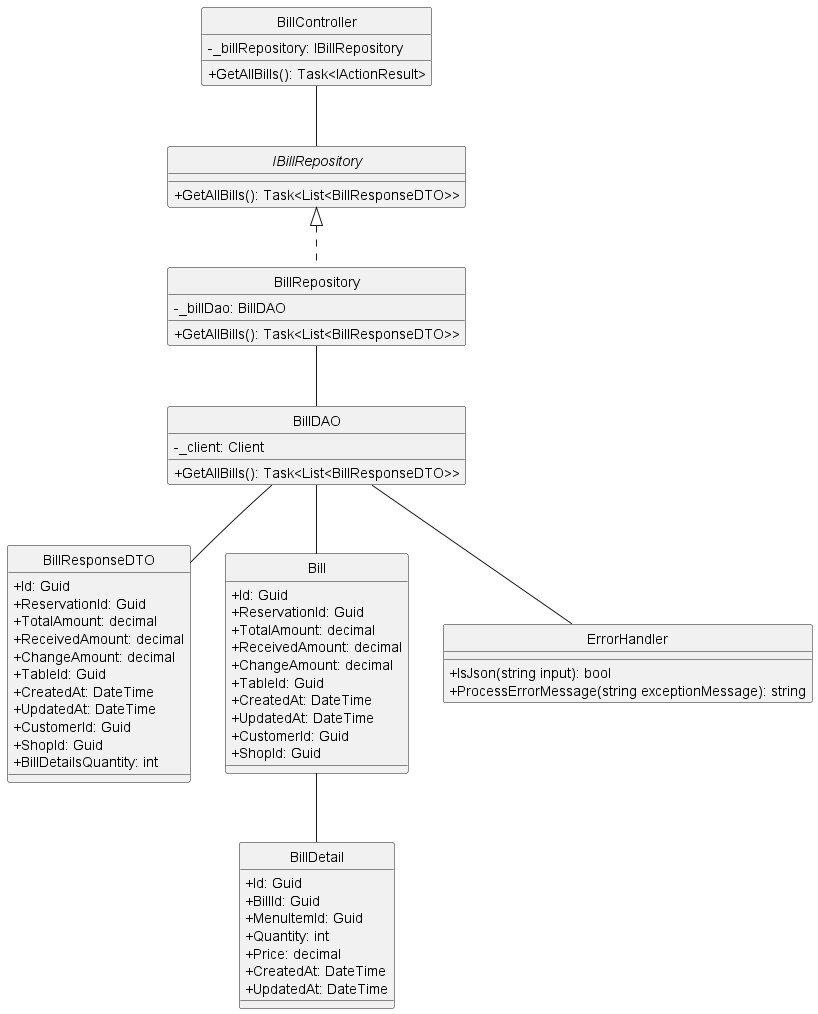 BillController
-_billRepository: IBillRepository
+GetAllBills(): Task<IActionResult>
IBillRepository
+GetAllBills(): Task<List<BillResponseDTO>>
BillRepository
-_billDao: BillDAO
+GetAllBills(): Task<List<BillResponseDTO>>
BillDAO
-_client: Client
+GetAllBills(): Task<List<BillResponseDTO>>
BillResponseDTO
+Id: Guid
+ReservationId: Guid
+TotalAmount: decimal
+ReceivedAmount: decimal
+ChangeAmount: decimal
+TableId: Guid
+CreatedAt: DateTime
+UpdatedAt: DateTime
+CustomerId: Guid
+ShopId: Guid
+BillDetailsQuantity: int
Bill
+Id: Guid
+ReservationId: Guid
+TotalAmount: decimal
+ReceivedAmount: decimal
+ChangeAmount: decimal
+TableId: Guid
+CreatedAt: DateTime
+UpdatedAt: DateTime
+CustomerId: Guid
+ShopId: Guid
ErrorHandler
+IsJson(string input): bool
+ProcessErrorMessage(string exceptionMessage): string
BillDetail
+Id: Guid
+BillId: Guid
+MenuItemId: Guid
+Quantity: int
+Price: decimal
+CreatedAt: DateTime
+UpdatedAt: DateTime